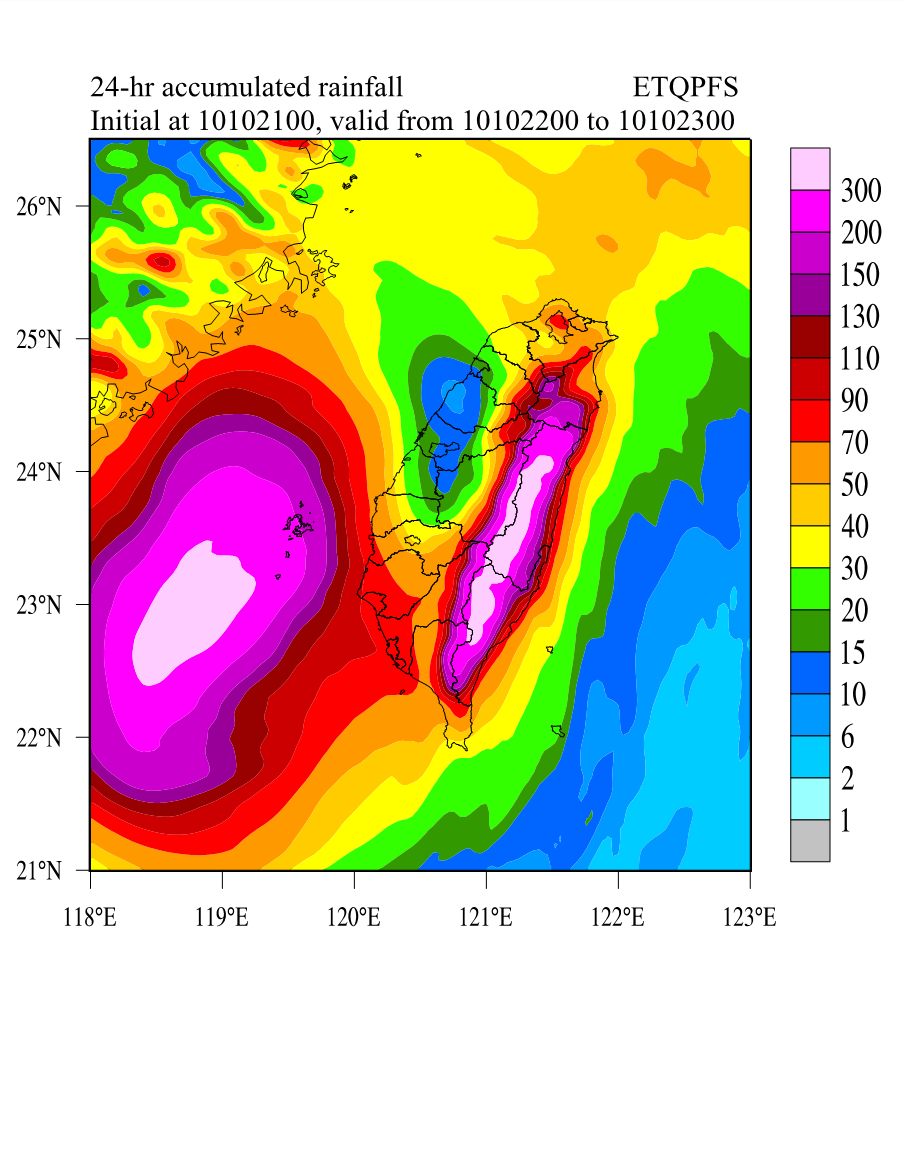 24-hr accumulated rainfall ETQPFS
Initial at 10102100, valid from 10102200 to 10102300
300
26°N
200
150
130
25°N
110
90
70
24°N
50
40
30
23°N
20
15
10
22°N
6
2
1
21°N
118°E 119°E 120°E 121°E 122°E 123°E